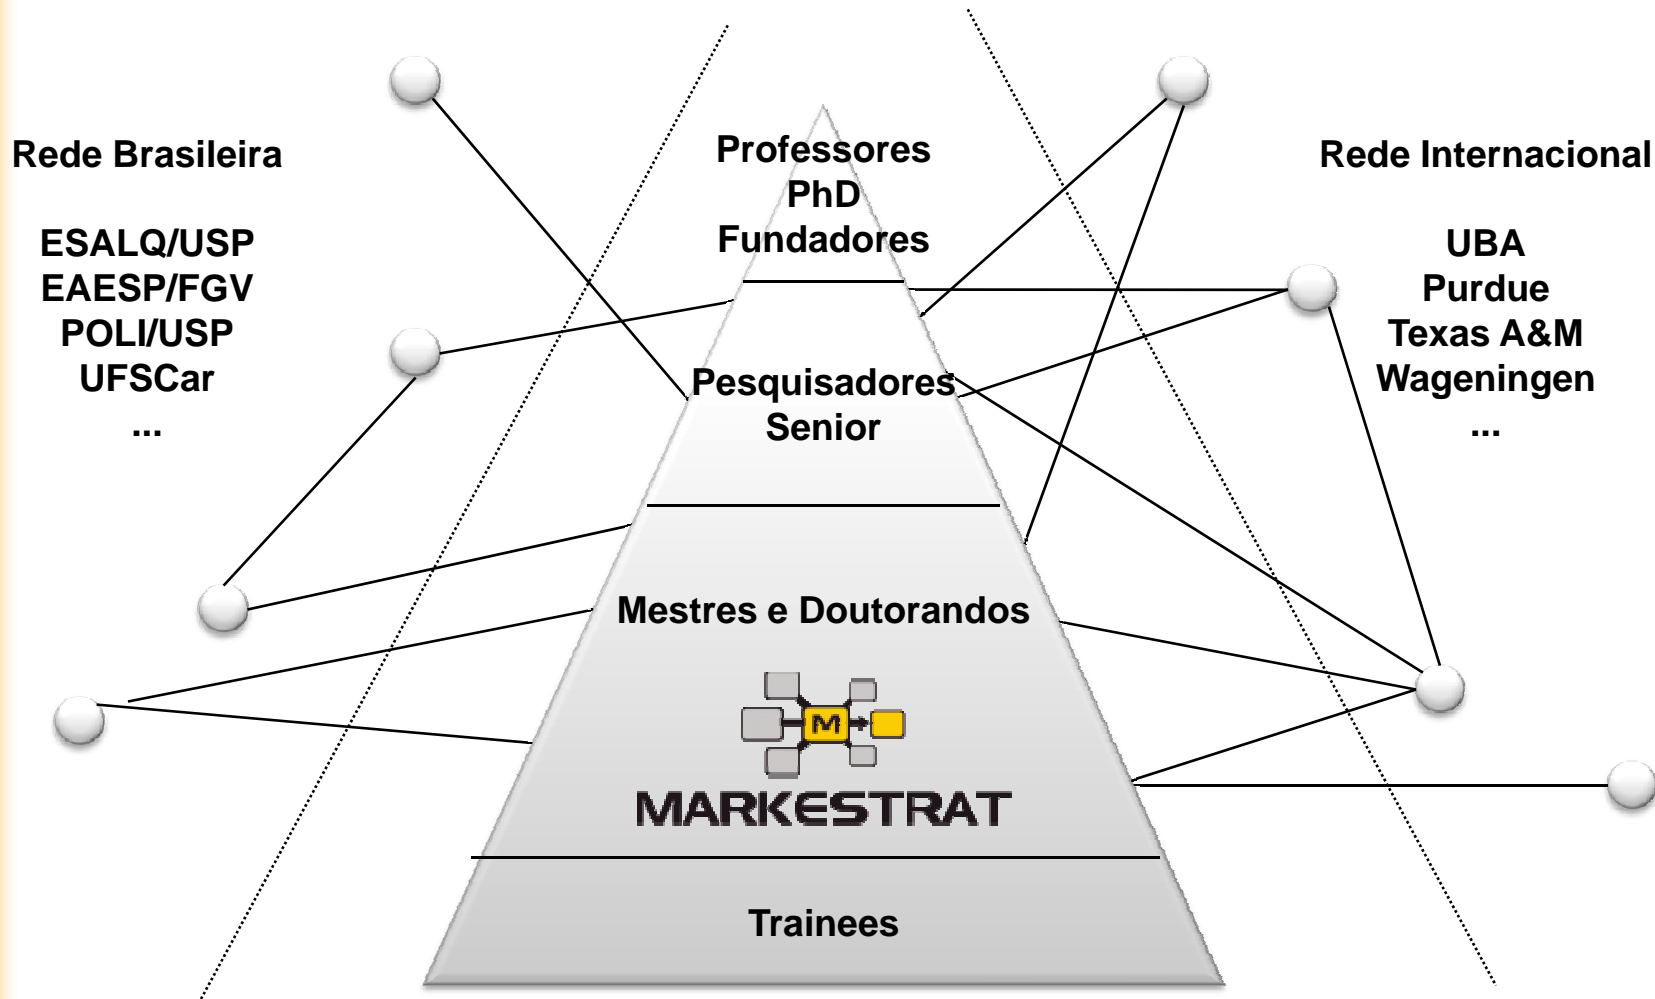 Rede Brasileira
ESALQ/USP
EAESP/FGV
POLI/USP
UFSCar
...
Professores
PhD
Fundadores
Pesquisadores
Senior
Mestres e Doutorandos
M
MARKESTRAT
Trainees
Rede Internacional
UBA
Purdue
Texas A&M
Wageningen
...